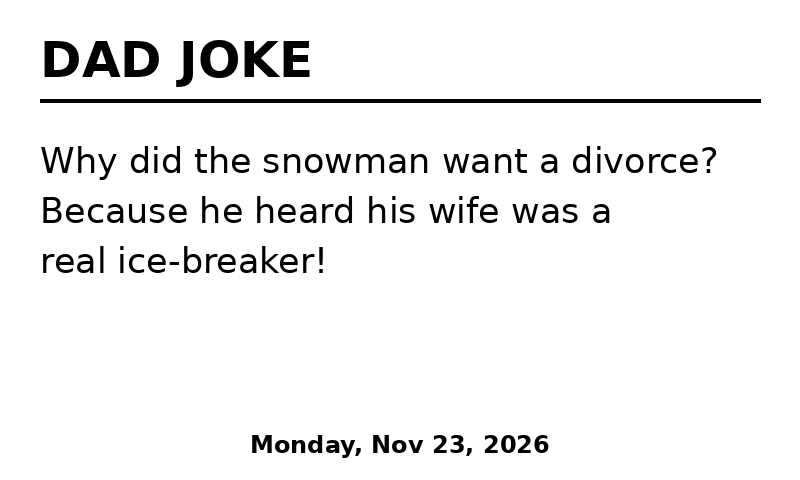 DAD JOKE
Why did the snowman want a divorce?
Because he heard his wife was a
real ice-breaker!
Monday, Nov 23, 2026